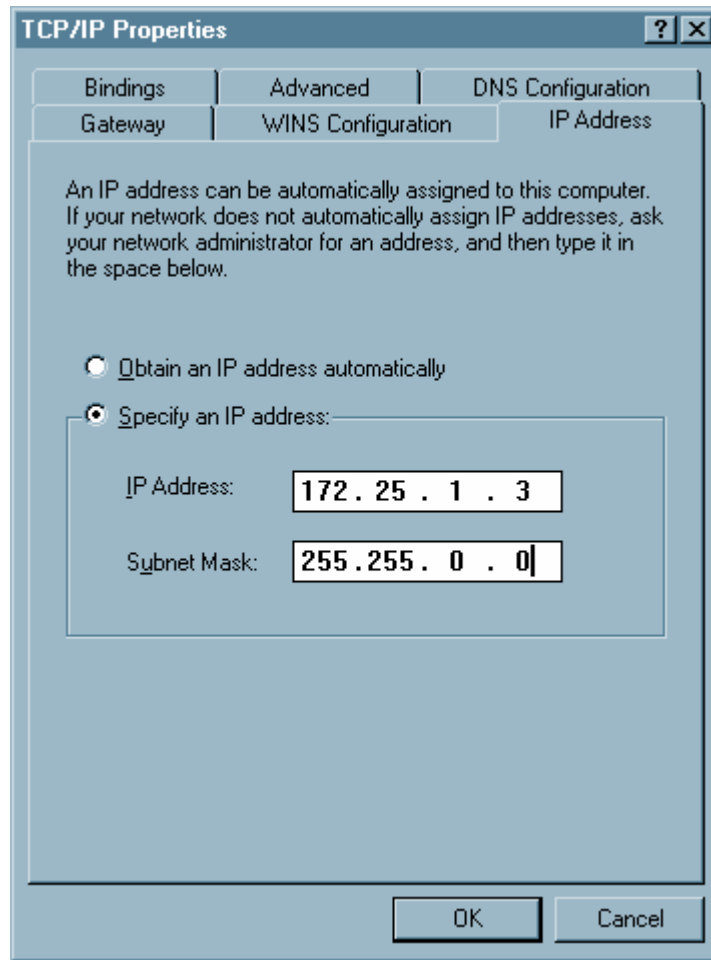 TCP/IP Properties
Bindings Advanced DNS Configuration
Gateway WINS Configuration IP Address
An IP address can be automatically assigned to this computer.
If your network does not automatically assign IP addresses, ask
your network administrator for an address, and then type it in
the space below.
Obtain an IP address automatically
Specify an IP address:
IP Address: 172. 25 . 1 . 3
Subnet Mask: 255.255. 0 . 0
OK Cancel